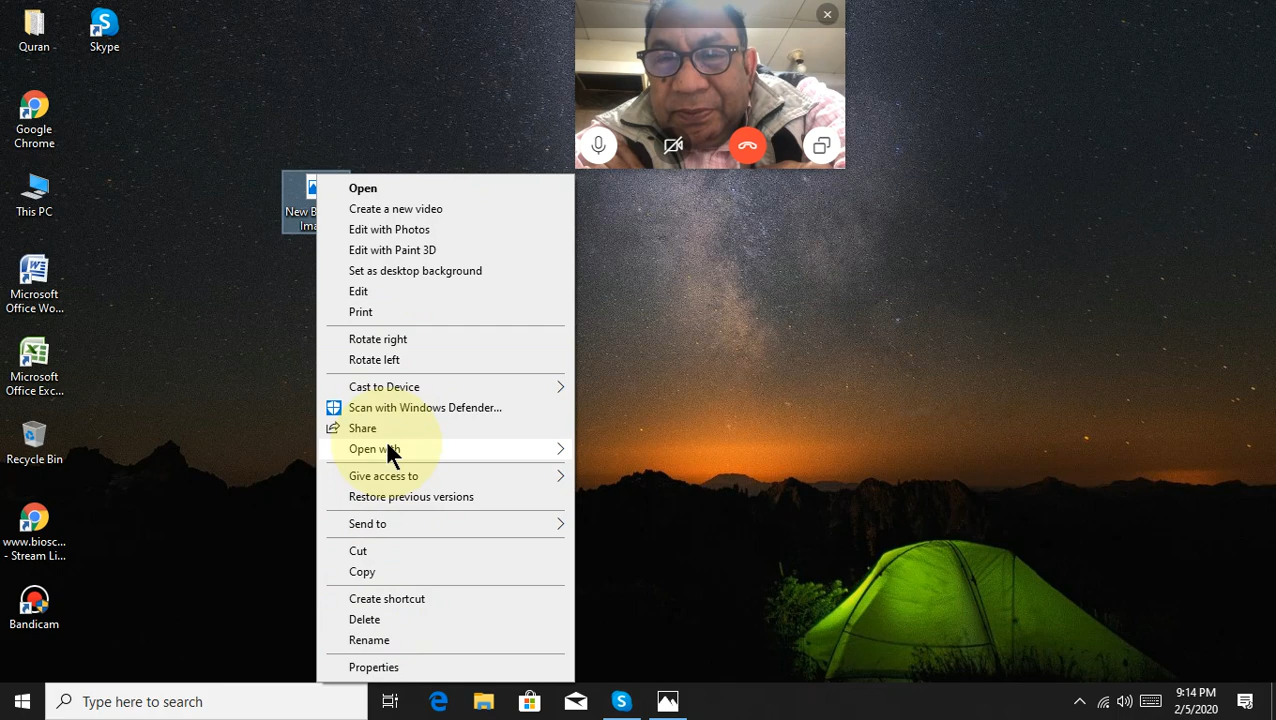 Quran
Skype
Google
Chrome
This PC
Microsoft
Office Wo...
Microsoft
Office Exc...
Recycle Bin
www.biosc...
- Stream Li...
Bandicam
New B
Ima
Open
Create a new video
Edit with Photos
Edit with Paint 3D
Set as desktop background
Edit
Print
Rotate right
Rotate left
Cast to Device
Scan with Windows Defender...
Share
Open with
Give access to
Restore previous versions
Send to
Cut
Copy
Create shortcut
Delete
Rename
Properties
Type here to search
9:14 PM
2/5/2020